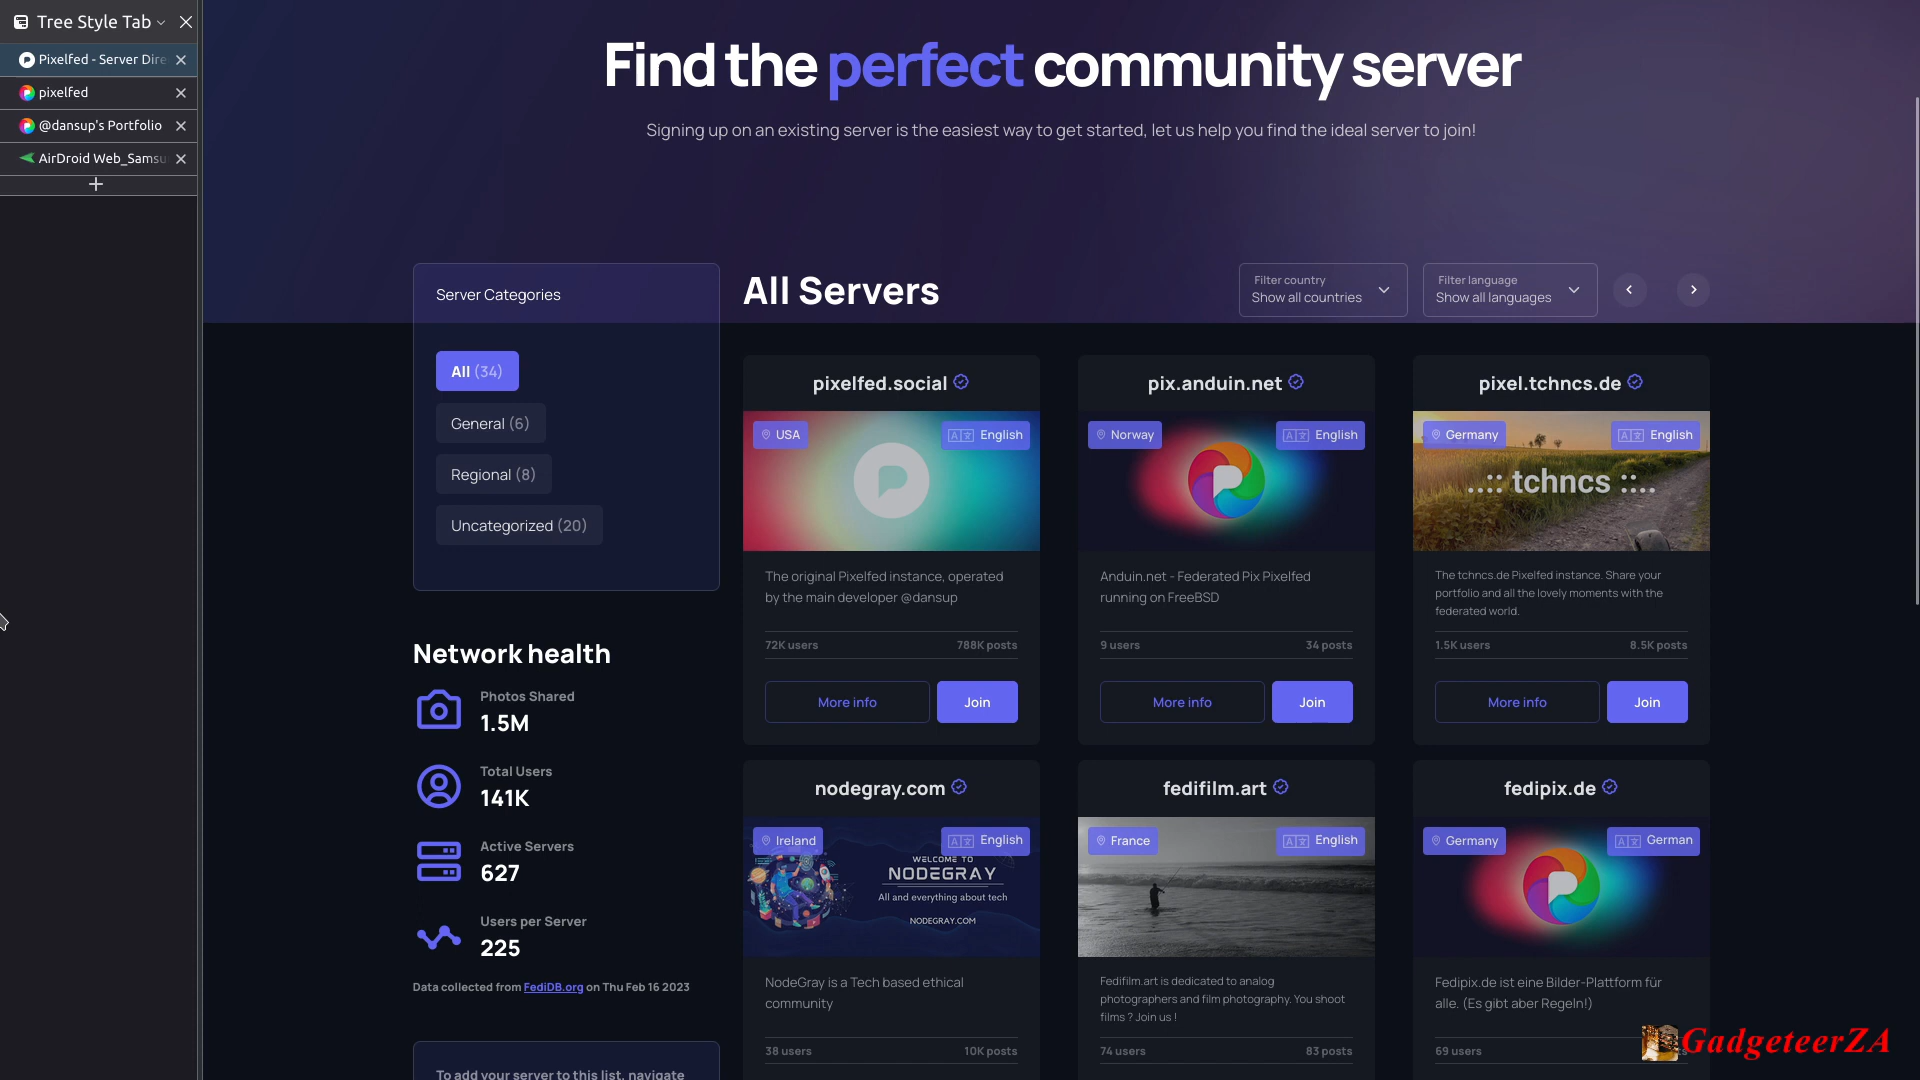 Tree Style Tab
Pixelfed - Server Dire
pixelfed
@dansup's Portfolio
AirDroid Web_Samsu
Find the perfect community server
Signing up on an existing server is the easiest way to get started, let us help you find the ideal server to join!
Server Categories
All (34)
General (6)
Regional (8)
Uncategorized (20)
Network health
Photos Shared
1.5M
Total Users
141K
Active Servers
627
Users per Server
225
Data collected from FediDB.org on Thu Feb 16 2023
To add your server to this list, navigate
All Servers
Filter country
Show all countries
Filter language
Show all languages
pixelfed.social
USA
English
The original Pixelfed instance, operated
by the main developer @dansup
72K users
788K posts
More info
Join
pix.anduin.net
Norway
English
Anduin.net - Federated Pix Pixelfed
running on FreeBSD
9 users
34 posts
More info
Join
pixel.tchncs.de
Germany
English
..:: tchncs ::..
The tchncs.de Pixelfed instance. Share your
portfolio and all the lovely moments with the
federated world.
1.5K users
8.5K posts
More info
Join
nodegray.com
Ireland
English
WELCOME TO
NODEGRAY
All and everything about tech
NODEGRAY.COM
NodeGray is a Tech based ethical
community
38 users
10K posts
fedifilm.art
France
English
Fedifilm.art is dedicated to analog
photographers and film photography. You shoot
films ? Join us !
74 users
83 posts
fedipix.de
Germany
German
Fedipix.de ist eine Bilder-Plattform für
alle. (Es gibt aber Regeln!)
69 users
GadgeteerZA